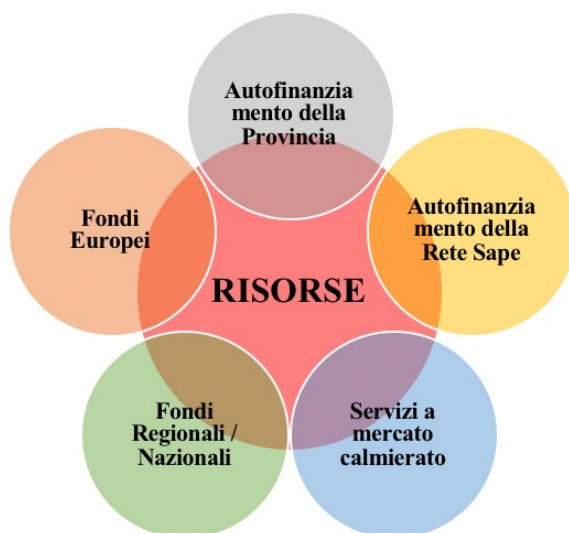 Autofinanzia
mento della
Provincia
Fondi
Europei
Autofinanzia
mento della
Rete Sape
RISORSE
Fondi
Regionali /
Nazionali
Servizi a
mercato
calmierato